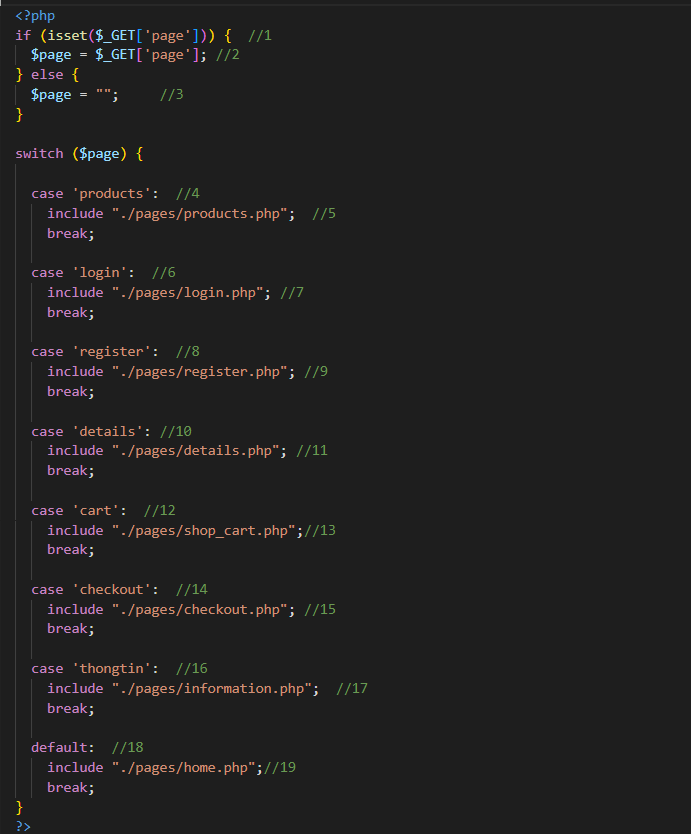 <?php
if (isset($_GET['page'])) {  //1
  $page = $_GET['page']; //2
} else {
  $page = "";     //3
}

switch ($page) {

  case 'products':  //4
    include "./pages/products.php";  //5
    break;

  case 'login':  //6
    include "./pages/login.php"; //7
    break;

  case 'register':  //8
    include "./pages/register.php"; //9
    break;

  case 'details': //10
    include "./pages/details.php"; //11
    break;

  case 'cart':  //12
    include "./pages/shop_cart.php";//13
    break;

  case 'checkout':  //14
    include "./pages/checkout.php"; //15
    break;

  case 'thongtin':  //16
    include "./pages/information.php";  //17
    break;

  default:  //18
    include "./pages/home.php";//19
    break;
}
?>